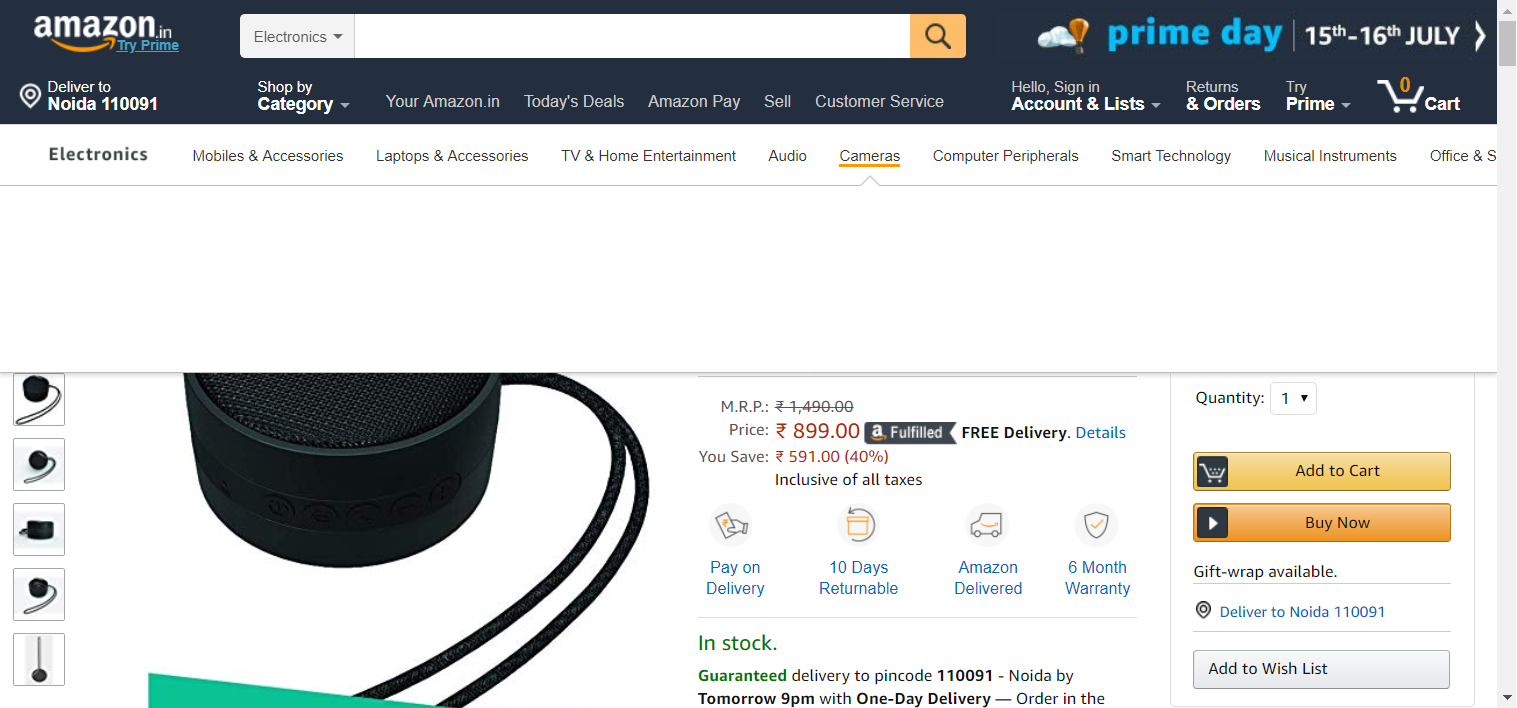 amazon.in
Try Prime
Electronics
prime day 15th-16th JULY
Deliver to
Noida 110091
Shop by
Category
Your Amazon.in Today's Deals Amazon Pay Sell Customer Service
Hello, Sign in
Account & Lists
Returns
& Orders
Try
Prime
0
Cart
Electronics Mobiles & Accessories Laptops & Accessories TV & Home Entertainment Audio Cameras Computer Peripherals Smart Technology Musical Instruments Office & S
M.R.P.: ₹ 1,490.00
Price: ₹ 899.00 a Fulfilled FREE Delivery. Details
You Save: ₹ 591.00 (40%)
Inclusive of all taxes
Pay on
Delivery
10 Days
Returnable
Amazon
Delivered
6 Month
Warranty
In stock.
Guaranteed delivery to pincode 110091 - Noida by
Tomorrow 9pm with One-Day Delivery — Order in the
Quantity: 1
Add to Cart
Buy Now
Gift-wrap available.
Deliver to Noida 110091
Add to Wish List